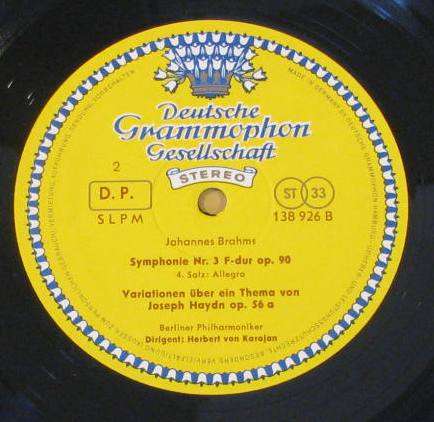 Deutsche
Grammophon
Gesellschaft
STEREO
2
D. P.
ST 33
SLPM
138 926 B
Johannes Brahms
Symphonie Nr. 3 F-dur op. 90
4. Satz: Allegro
Variationen über ein Thema von
Joseph Haydn op. 56 a
Berliner Philharmoniker
Dirigent: Herbert von Karajan
MADE IN GERMANY
DEUTSCHE GRAMMOPHON